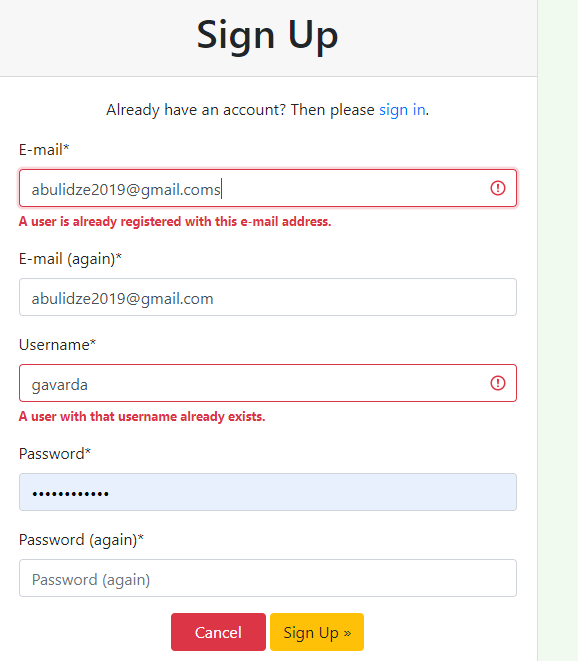 Sign Up
Already have an account? Then please sign in.
E-mail*
abulidze2019@gmail.coms
A user is already registered with this e-mail address.
E-mail (again)*
abulidze2019@gmail.com
Username*
gavarda
A user with that username already exists.
Password*
••••••••••••
Password (again)*
Password (again)
Cancel
Sign Up »